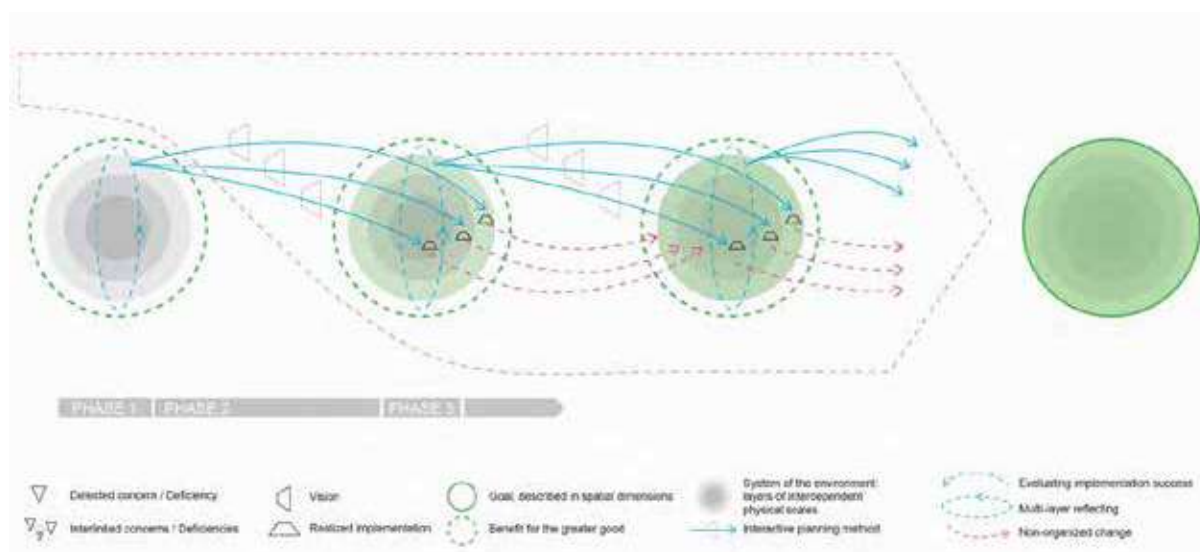 PHASE 1 PHASE 2 PHASE 3
Detected concern / Deficiency
Interlinked concerns / Deficiencies
Vision
Realized implementation
Goal, described in spatial dimensions
Benefit for the greater good
System of the environment:
layers of interdependent
physical scales
Interactive planning method
Evaluating implementation success
Multi-layer reflecting
Non-organized change